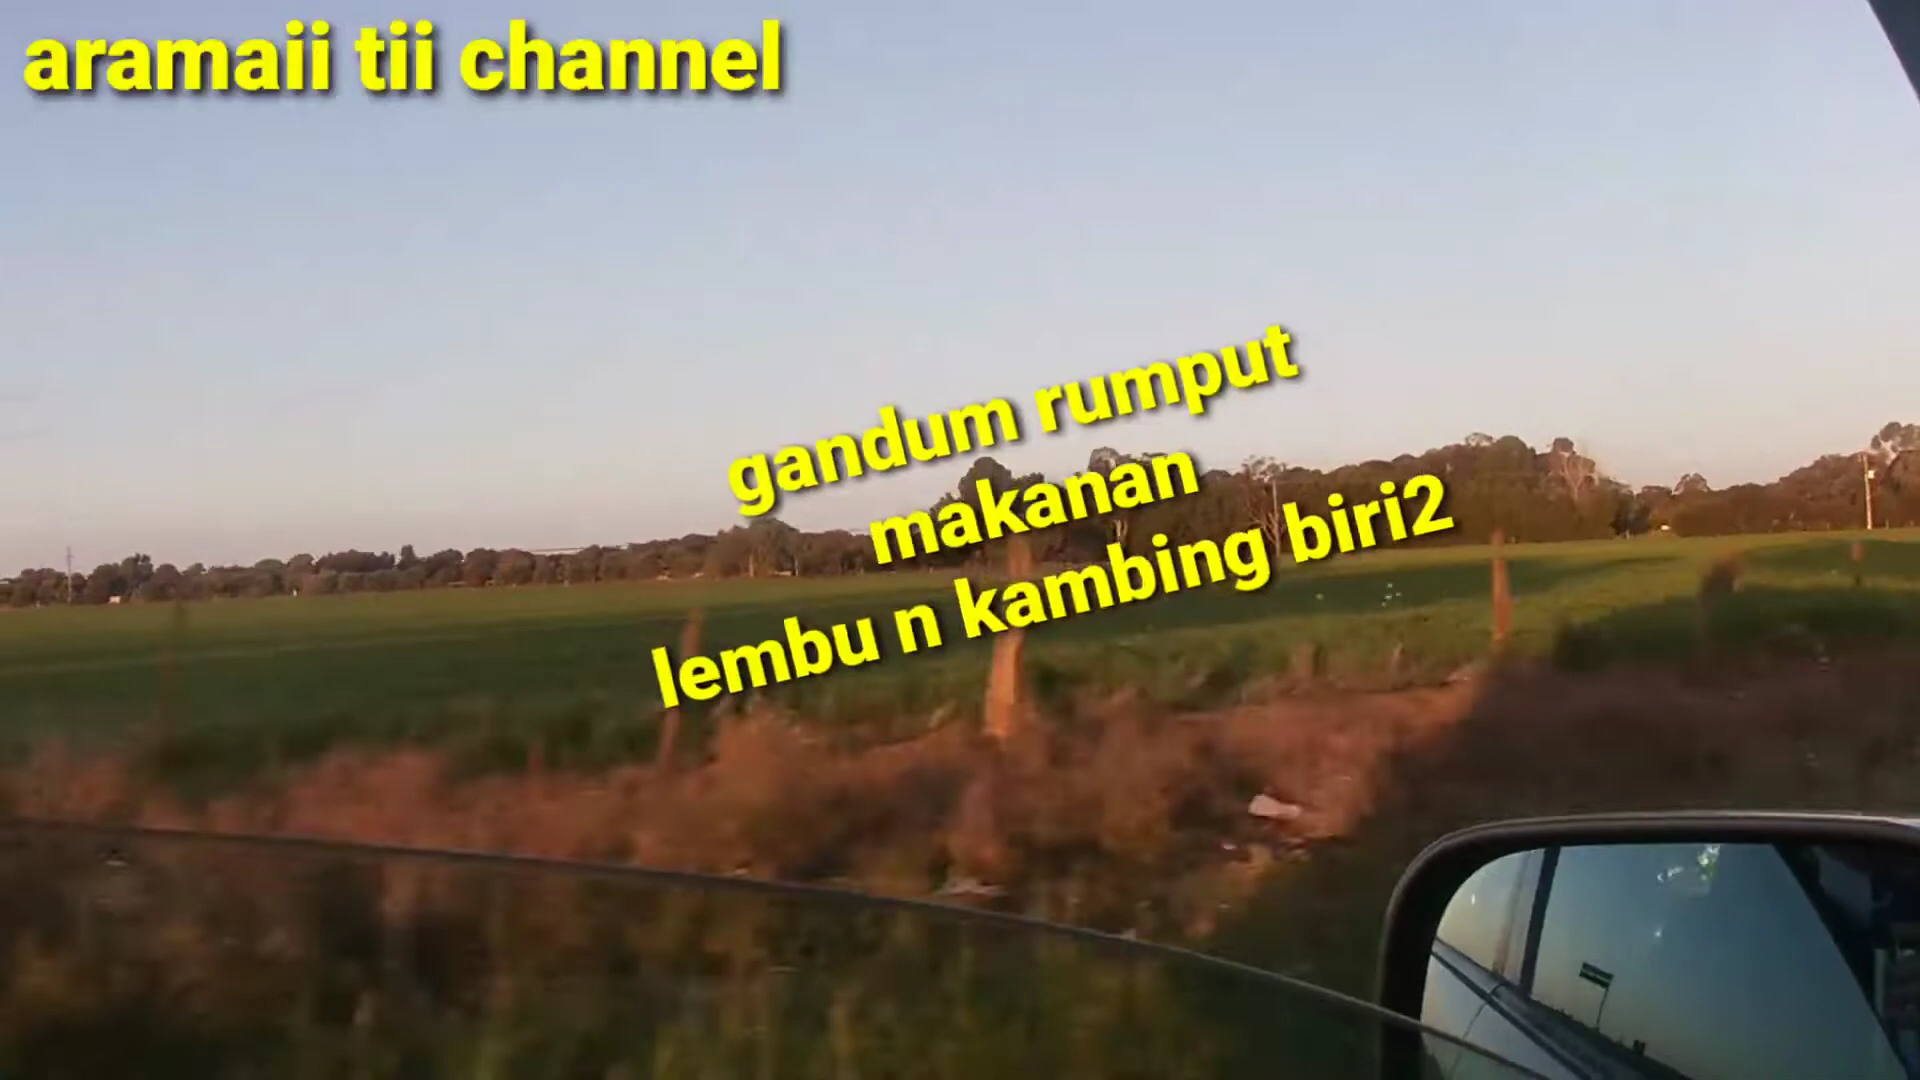 aramaii tii channel
gandum rumput
makanan
lembu n kambing biri2